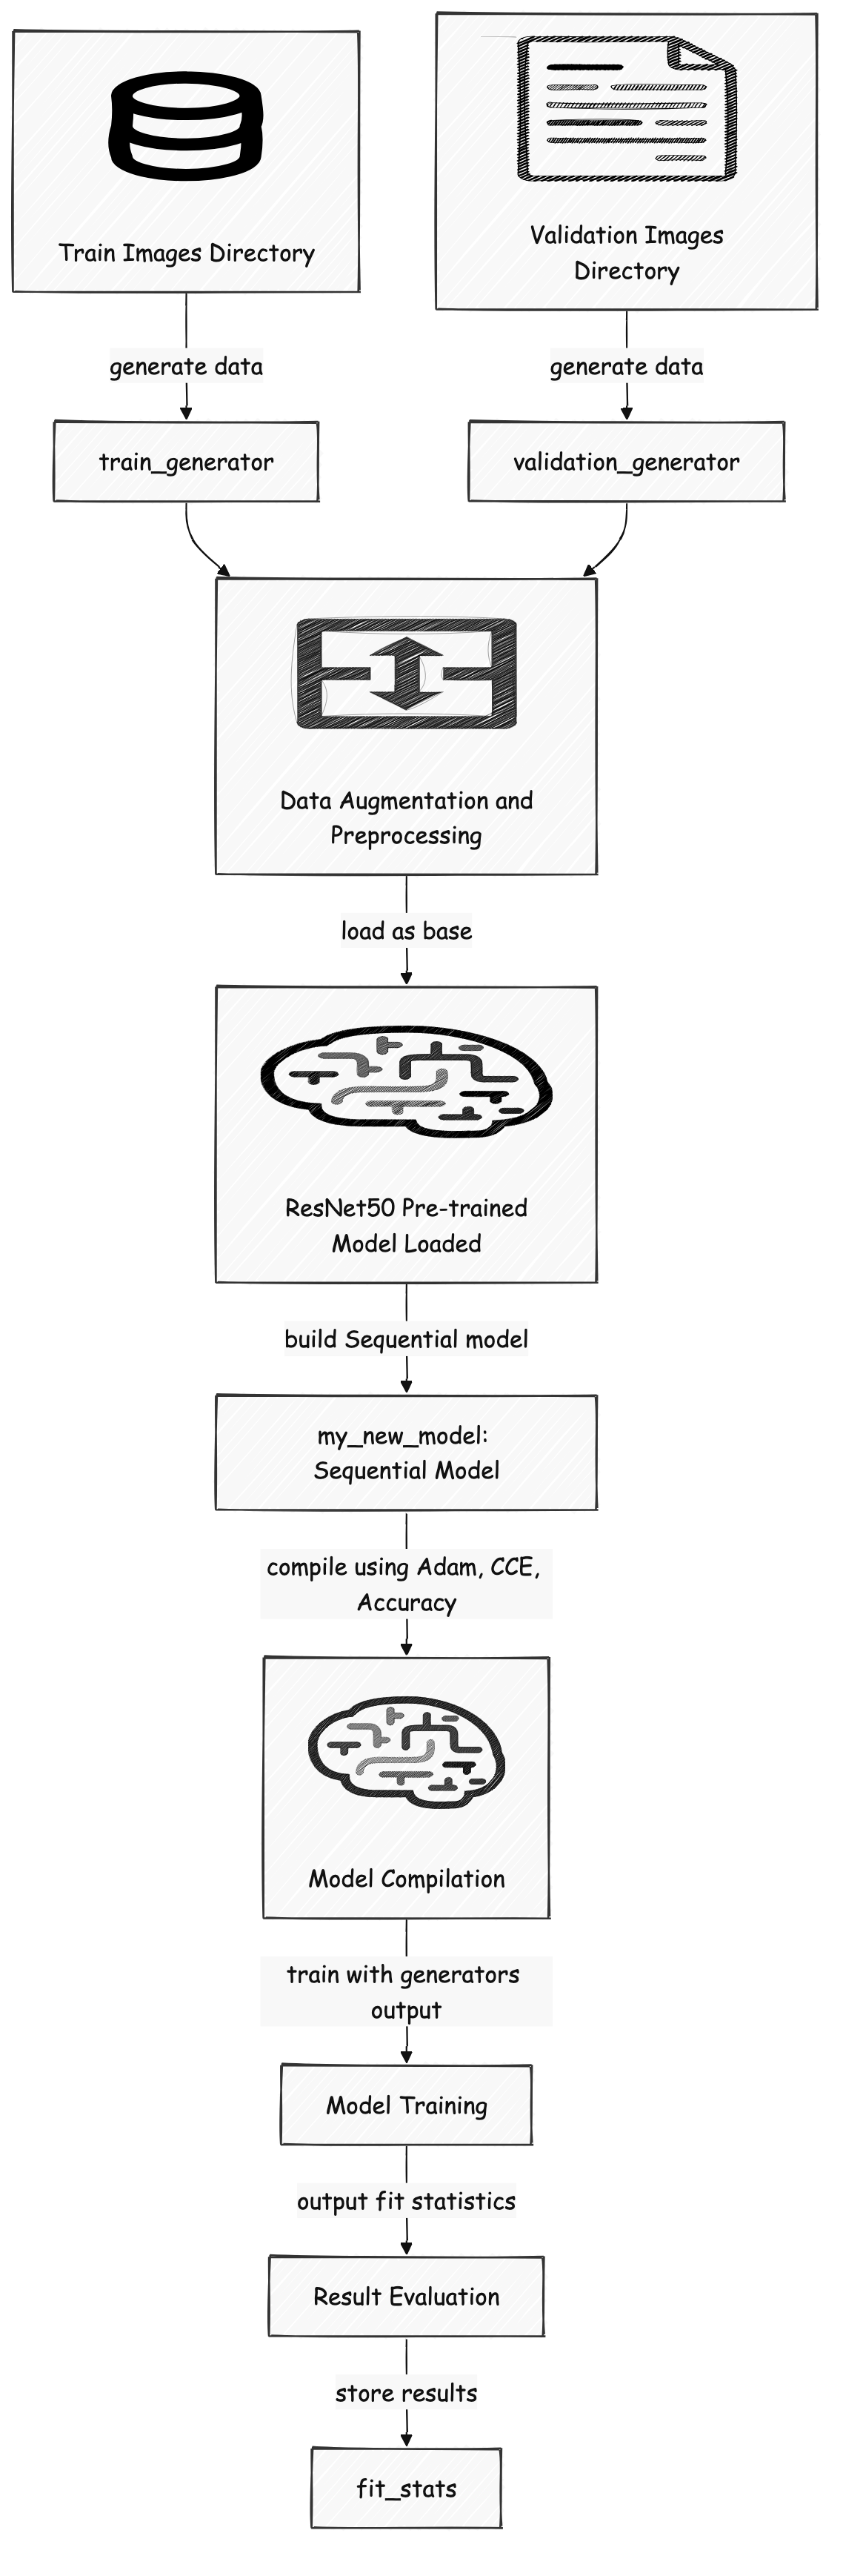 Train Images Directory
Validation Images
Directory
generate data
generate data
train_generator
validation_generator
Data Augmentation and
Preprocessing
load as base
ResNet50 Pre-trained
Model Loaded
build Sequential model
my_new_model:
Sequential Model
compile using Adam, CCE,
Accuracy
Model Compilation
train with generators
output
Model Training
output fit statistics
Result Evaluation
store results
fit_stats